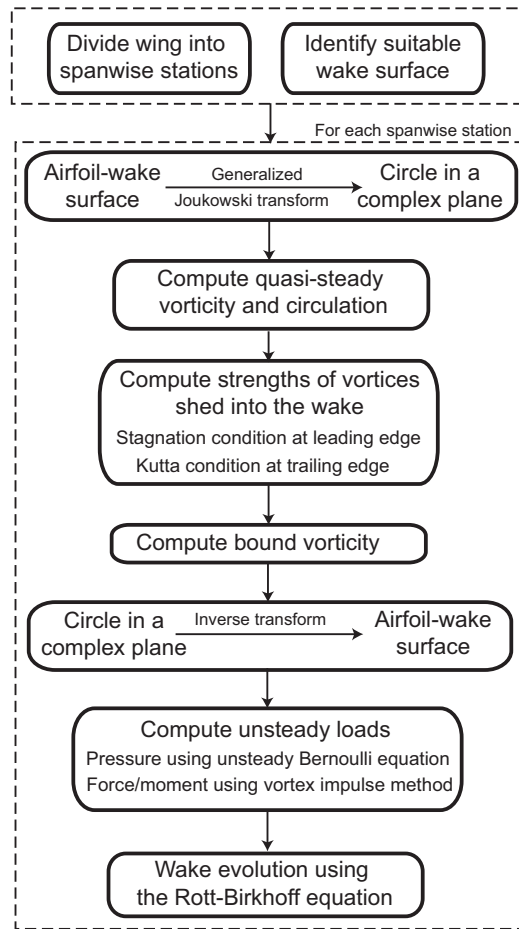 Divide wing into
spanwise stations
Identify suitable
wake surface
For each spanwise station
Airfoil-wake
surface
Generalized
Joukowski transform
Circle in a
complex plane
Compute quasi-steady
vorticity and circulation
Compute strengths of vortices
shed into the wake
Stagnation condition at leading edge
Kutta condition at trailing edge
Compute bound vorticity
Circle in a
complex plane
Inverse transform
Airfoil-wake
surface
Compute unsteady loads
Pressure using unsteady Bernoulli equation
Force/moment using vortex impulse method
Wake evolution using
the Rott-Birkhoff equation